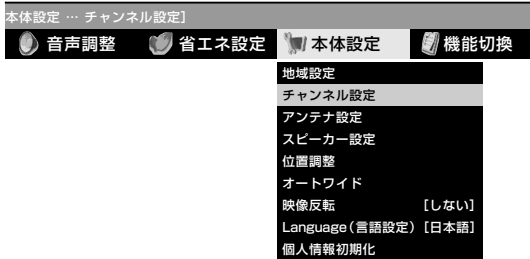 本体設定 … チャンネル設定]
音声調整 省エネ設定 本体設定 機能切換
地域設定
チャンネル設定
アンテナ設定
スピーカー設定
位置調整
オートワイド
映像反転 [しない]
Language(言語設定) [日本語]
個人情報初期化